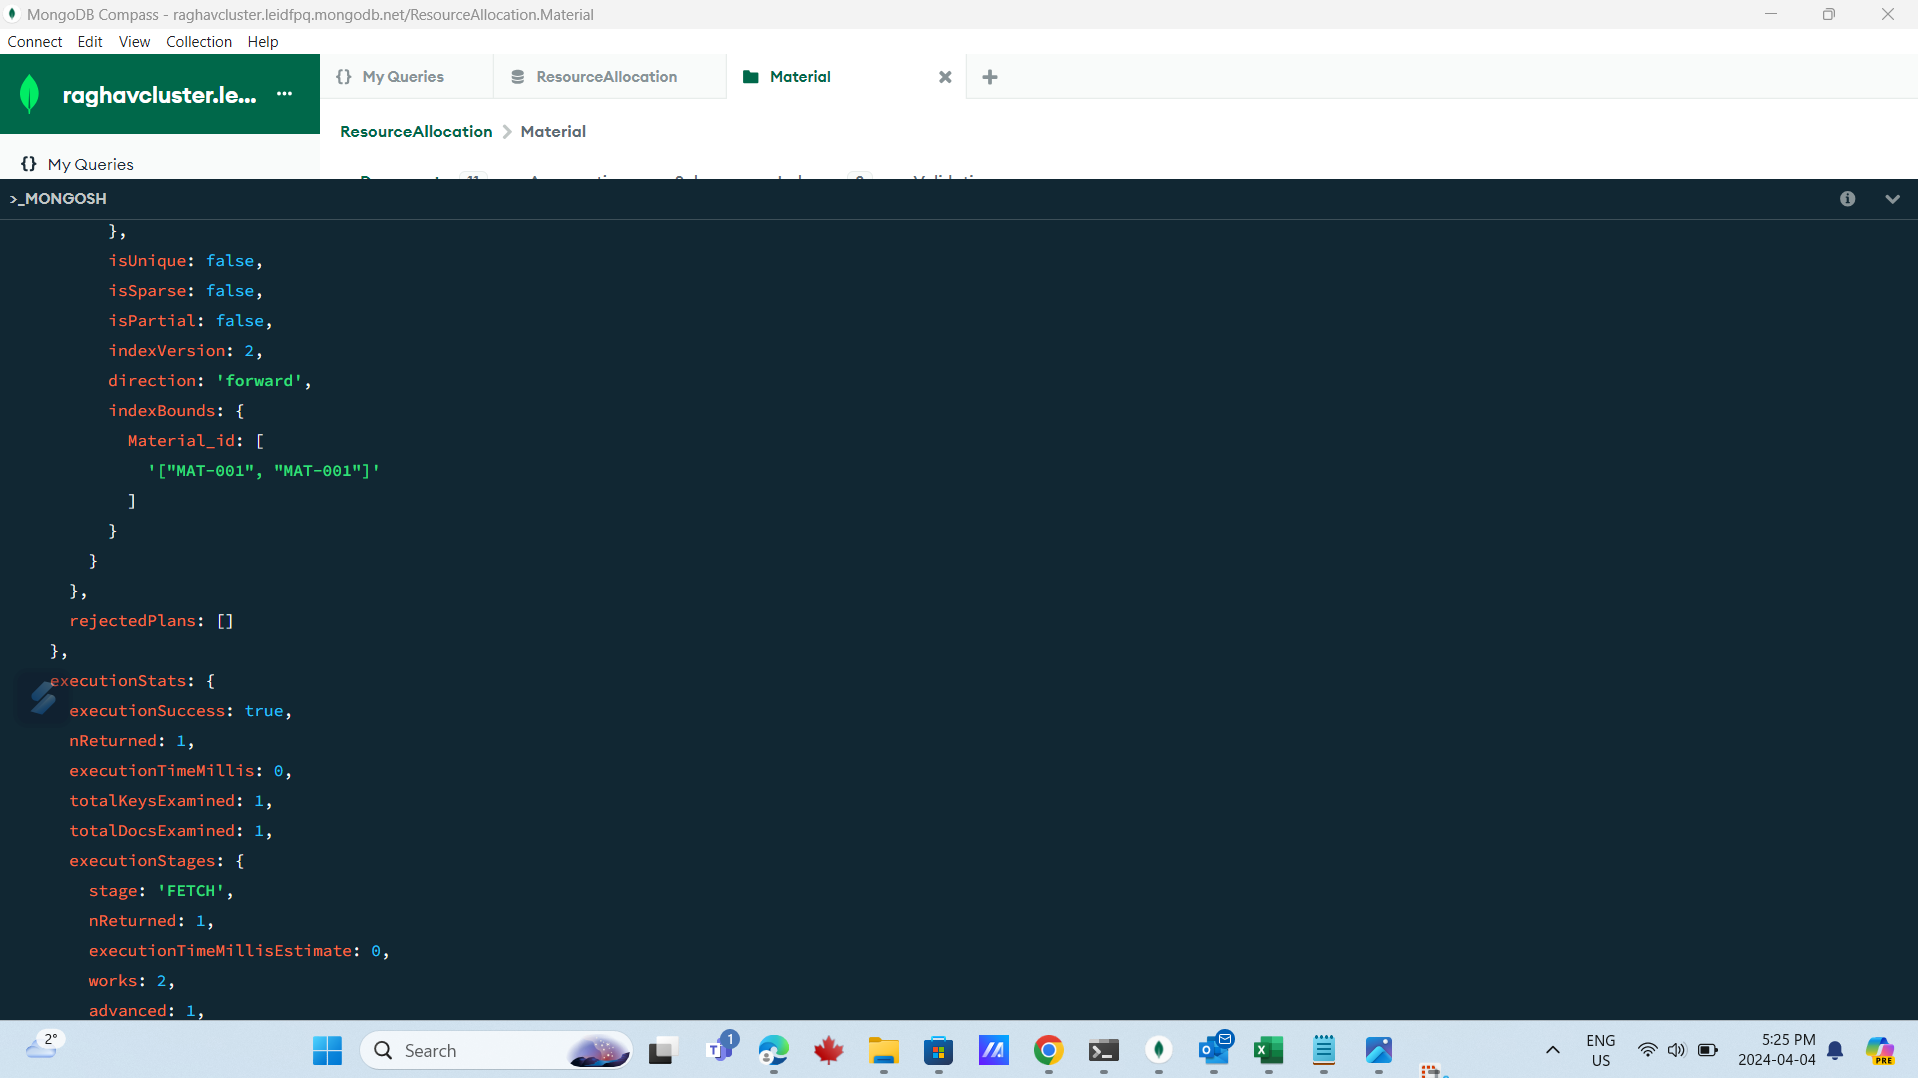 MongoDB Compass - raghavcluster.leidfpq.mongodb.net/ResourceAllocation.Material
Connect Edit View Collection Help
raghavcluster.le... ...
{} My Queries
ResourceAllocation
Material
ResourceAllocation > Material
{} My Queries
>_MONGOSH
},
isUnique: false,
isSparse: false,
isPartial: false,
indexVersion: 2,
direction: 'forward',
indexBounds: {
Material_id: [
'["MAT-001", "MAT-001"]'
]
}
}
},
rejectedPlans: []
},
executionStats: {
executionSuccess: true,
nReturned: 1,
executionTimeMillis: 0,
totalKeysExamined: 1,
totalDocsExamined: 1,
executionStages: {
stage: 'FETCH',
nReturned: 1,
executionTimeMillisEstimate: 0,
works: 2,
advanced: 1,
2°
Search
1
ENG
US
5:25 PM
2024-04-04
PRE